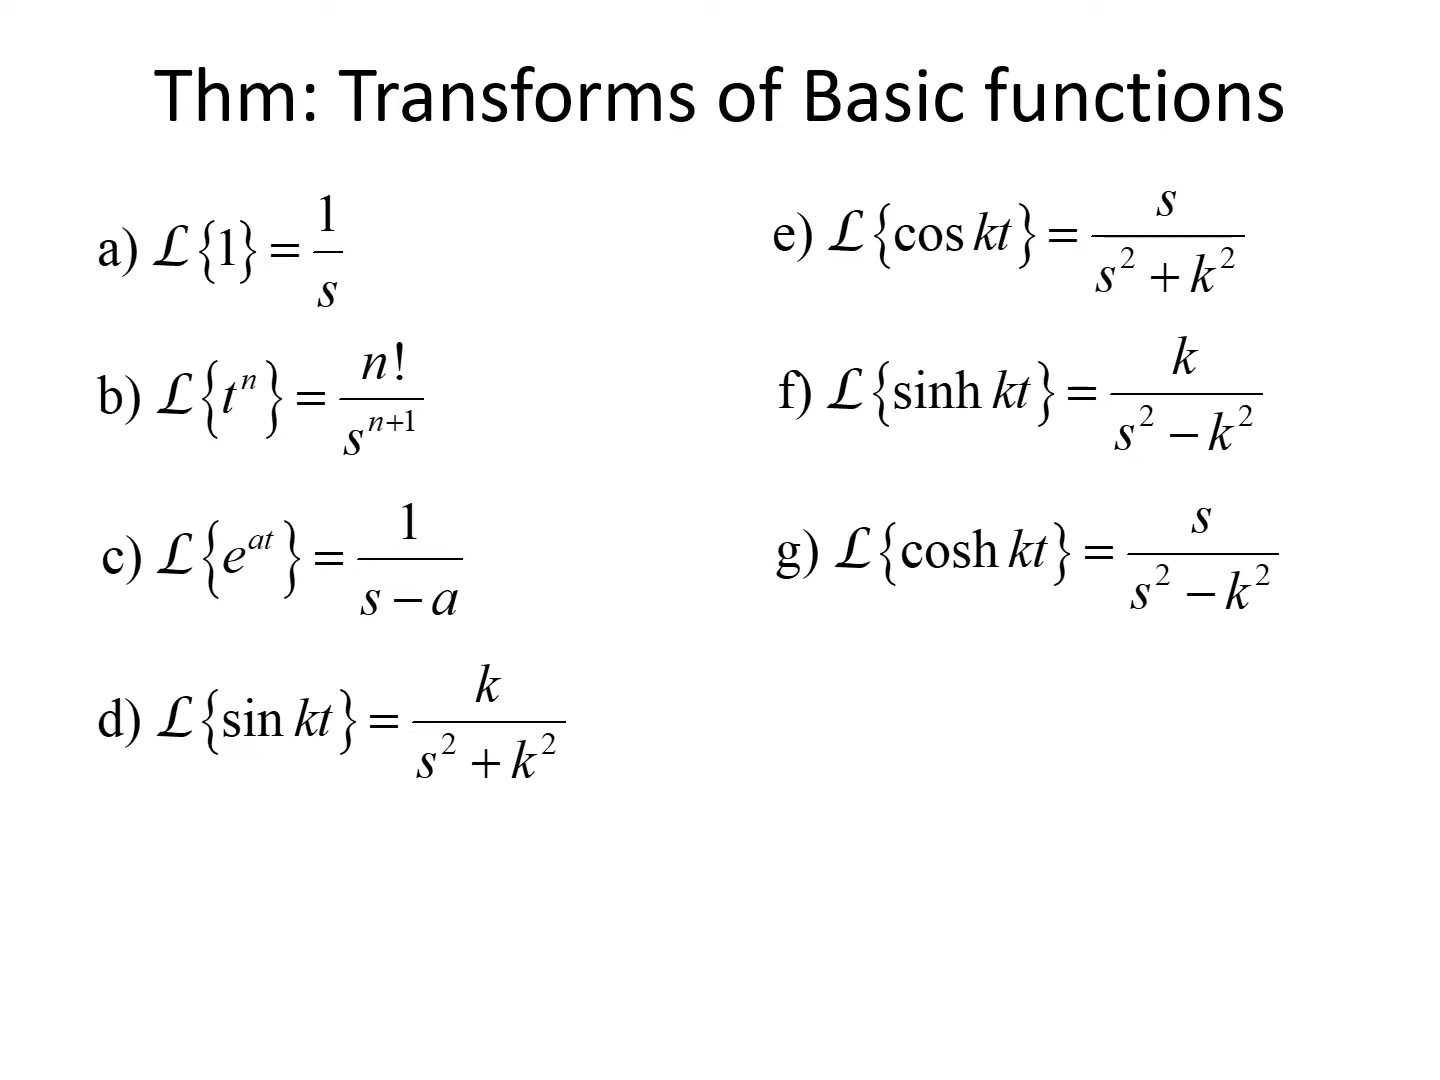 Thm: Transforms of Basic functions
a) ℒ{1} = 1/s
b) ℒ{t^n} = n!/s^(n+1)
c) ℒ{e^(at)} = 1/(s − a)
d) ℒ{sin kt} = k/(s^2 + k^2)
e) ℒ{cos kt} = s/(s^2 + k^2)
f) ℒ{sinh kt} = k/(s^2 − k^2)
g) ℒ{cosh kt} = s/(s^2 − k^2)